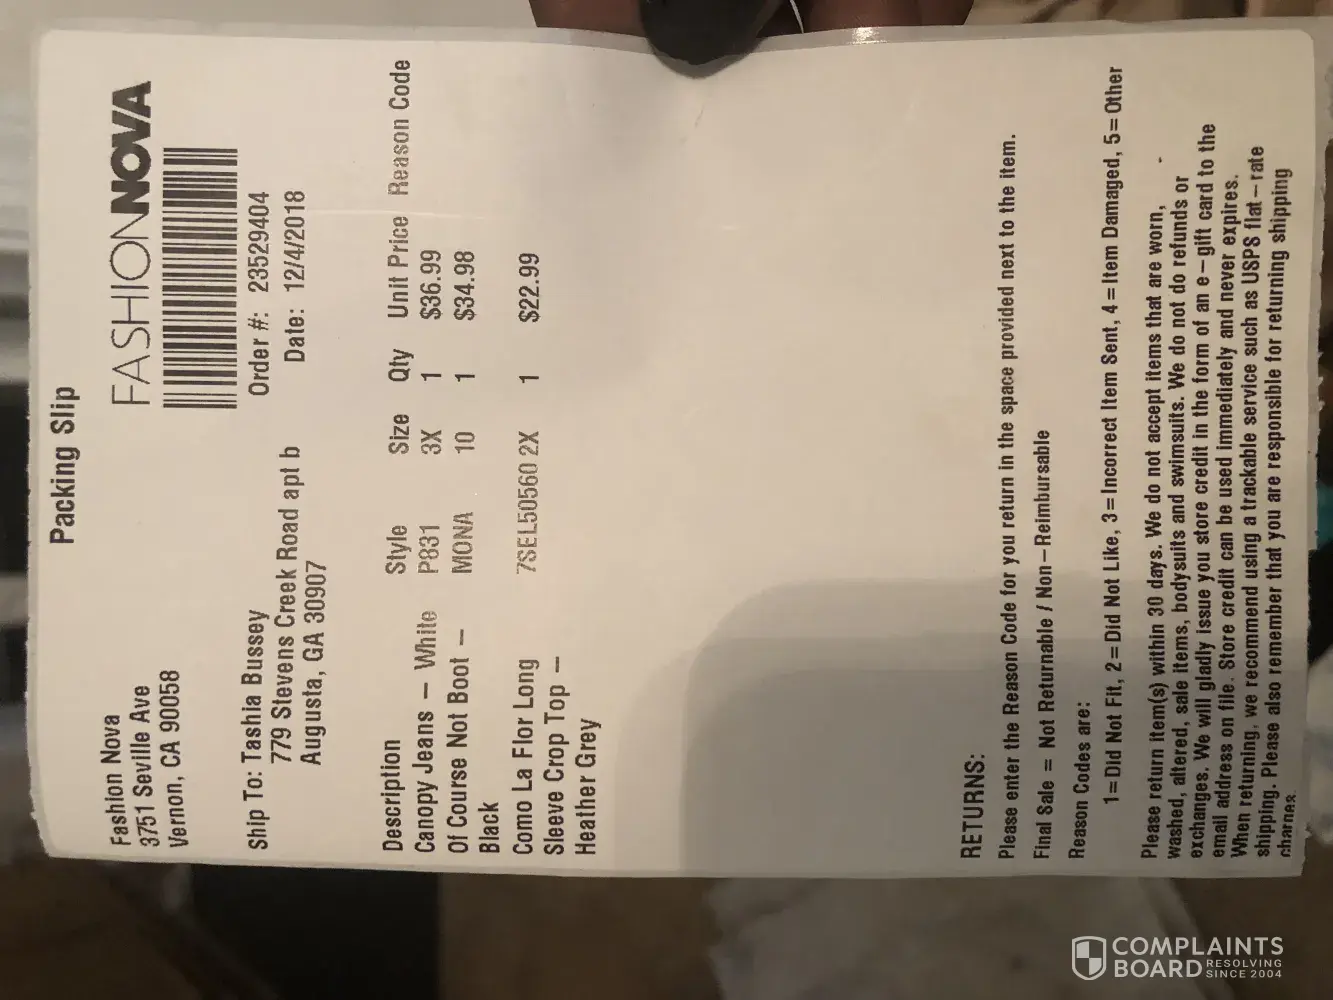 Packing Slip
Fashion Nova
3751 Seville Ave
Vernon, CA 90058
FASHIONNOVA
Ship To: Tashia Bussey
779 Stevens Creek Road apt b
Augusta, GA 30907
Order #: 23529404
Date: 12/4/2018
Description Style Size Qty Unit Price Reason Code
Canopy Jeans – White P831 3X 1 $36.99
Of Course Not Boot – MONA 10 1 $34.98
Black
Como La Flor Long 7SEL50560 2X 1 $22.99
Sleeve Crop Top –
Heather Grey
RETURNS:
Please enter the Reason Code for you return in the space provided next to the item.
Final Sale = Not Returnable / Non-Reimbursable
Reason Codes are:
1=Did Not Fit, 2=Did Not Like, 3=Incorrect Item Sent, 4=Item Damaged, 5=Other
Please return item(s) within 30 days. We do not accept items that are worn,
washed, altered, sale items, bodysuits and swimsuits. We do not do refunds or
exchanges. We will gladly issue you store credit in the form of an e-gift card to the
email address on file. Store credit can be used immediately and never expires.
When returning, we recommend using a trackable service such as USPS flat-rate
shipping. Please also remember that you are responsible for returning shipping
charges.
COMPLAINTS
BOARD RESOLVING
SINCE 2004